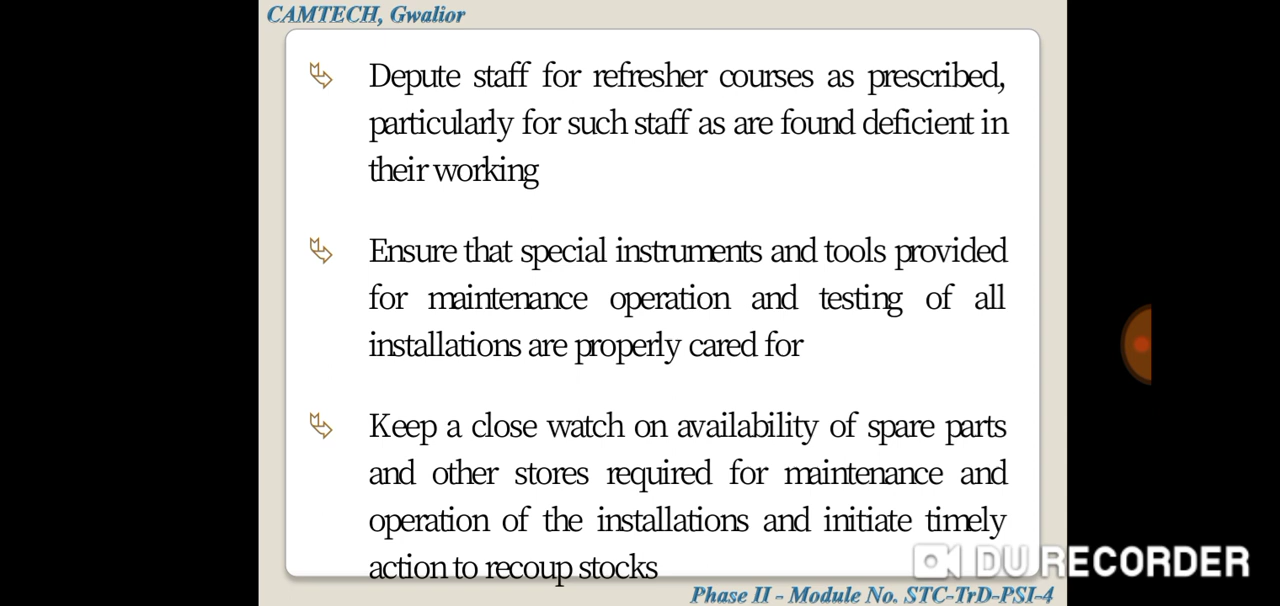 CAMTECH, Gwalior
Depute staff for refresher courses as prescribed,
particularly for such staff as are found deficient in
their working
Ensure that special instruments and tools provided
for maintenance operation and testing of all
installations are properly cared for
Keep a close watch on availability of spare parts
and other stores required for maintenance and
operation of the installations and initiate timely
action to recoup stocks
DU RECORDER
Phase II - Module No. STC-TrD-PSI-4